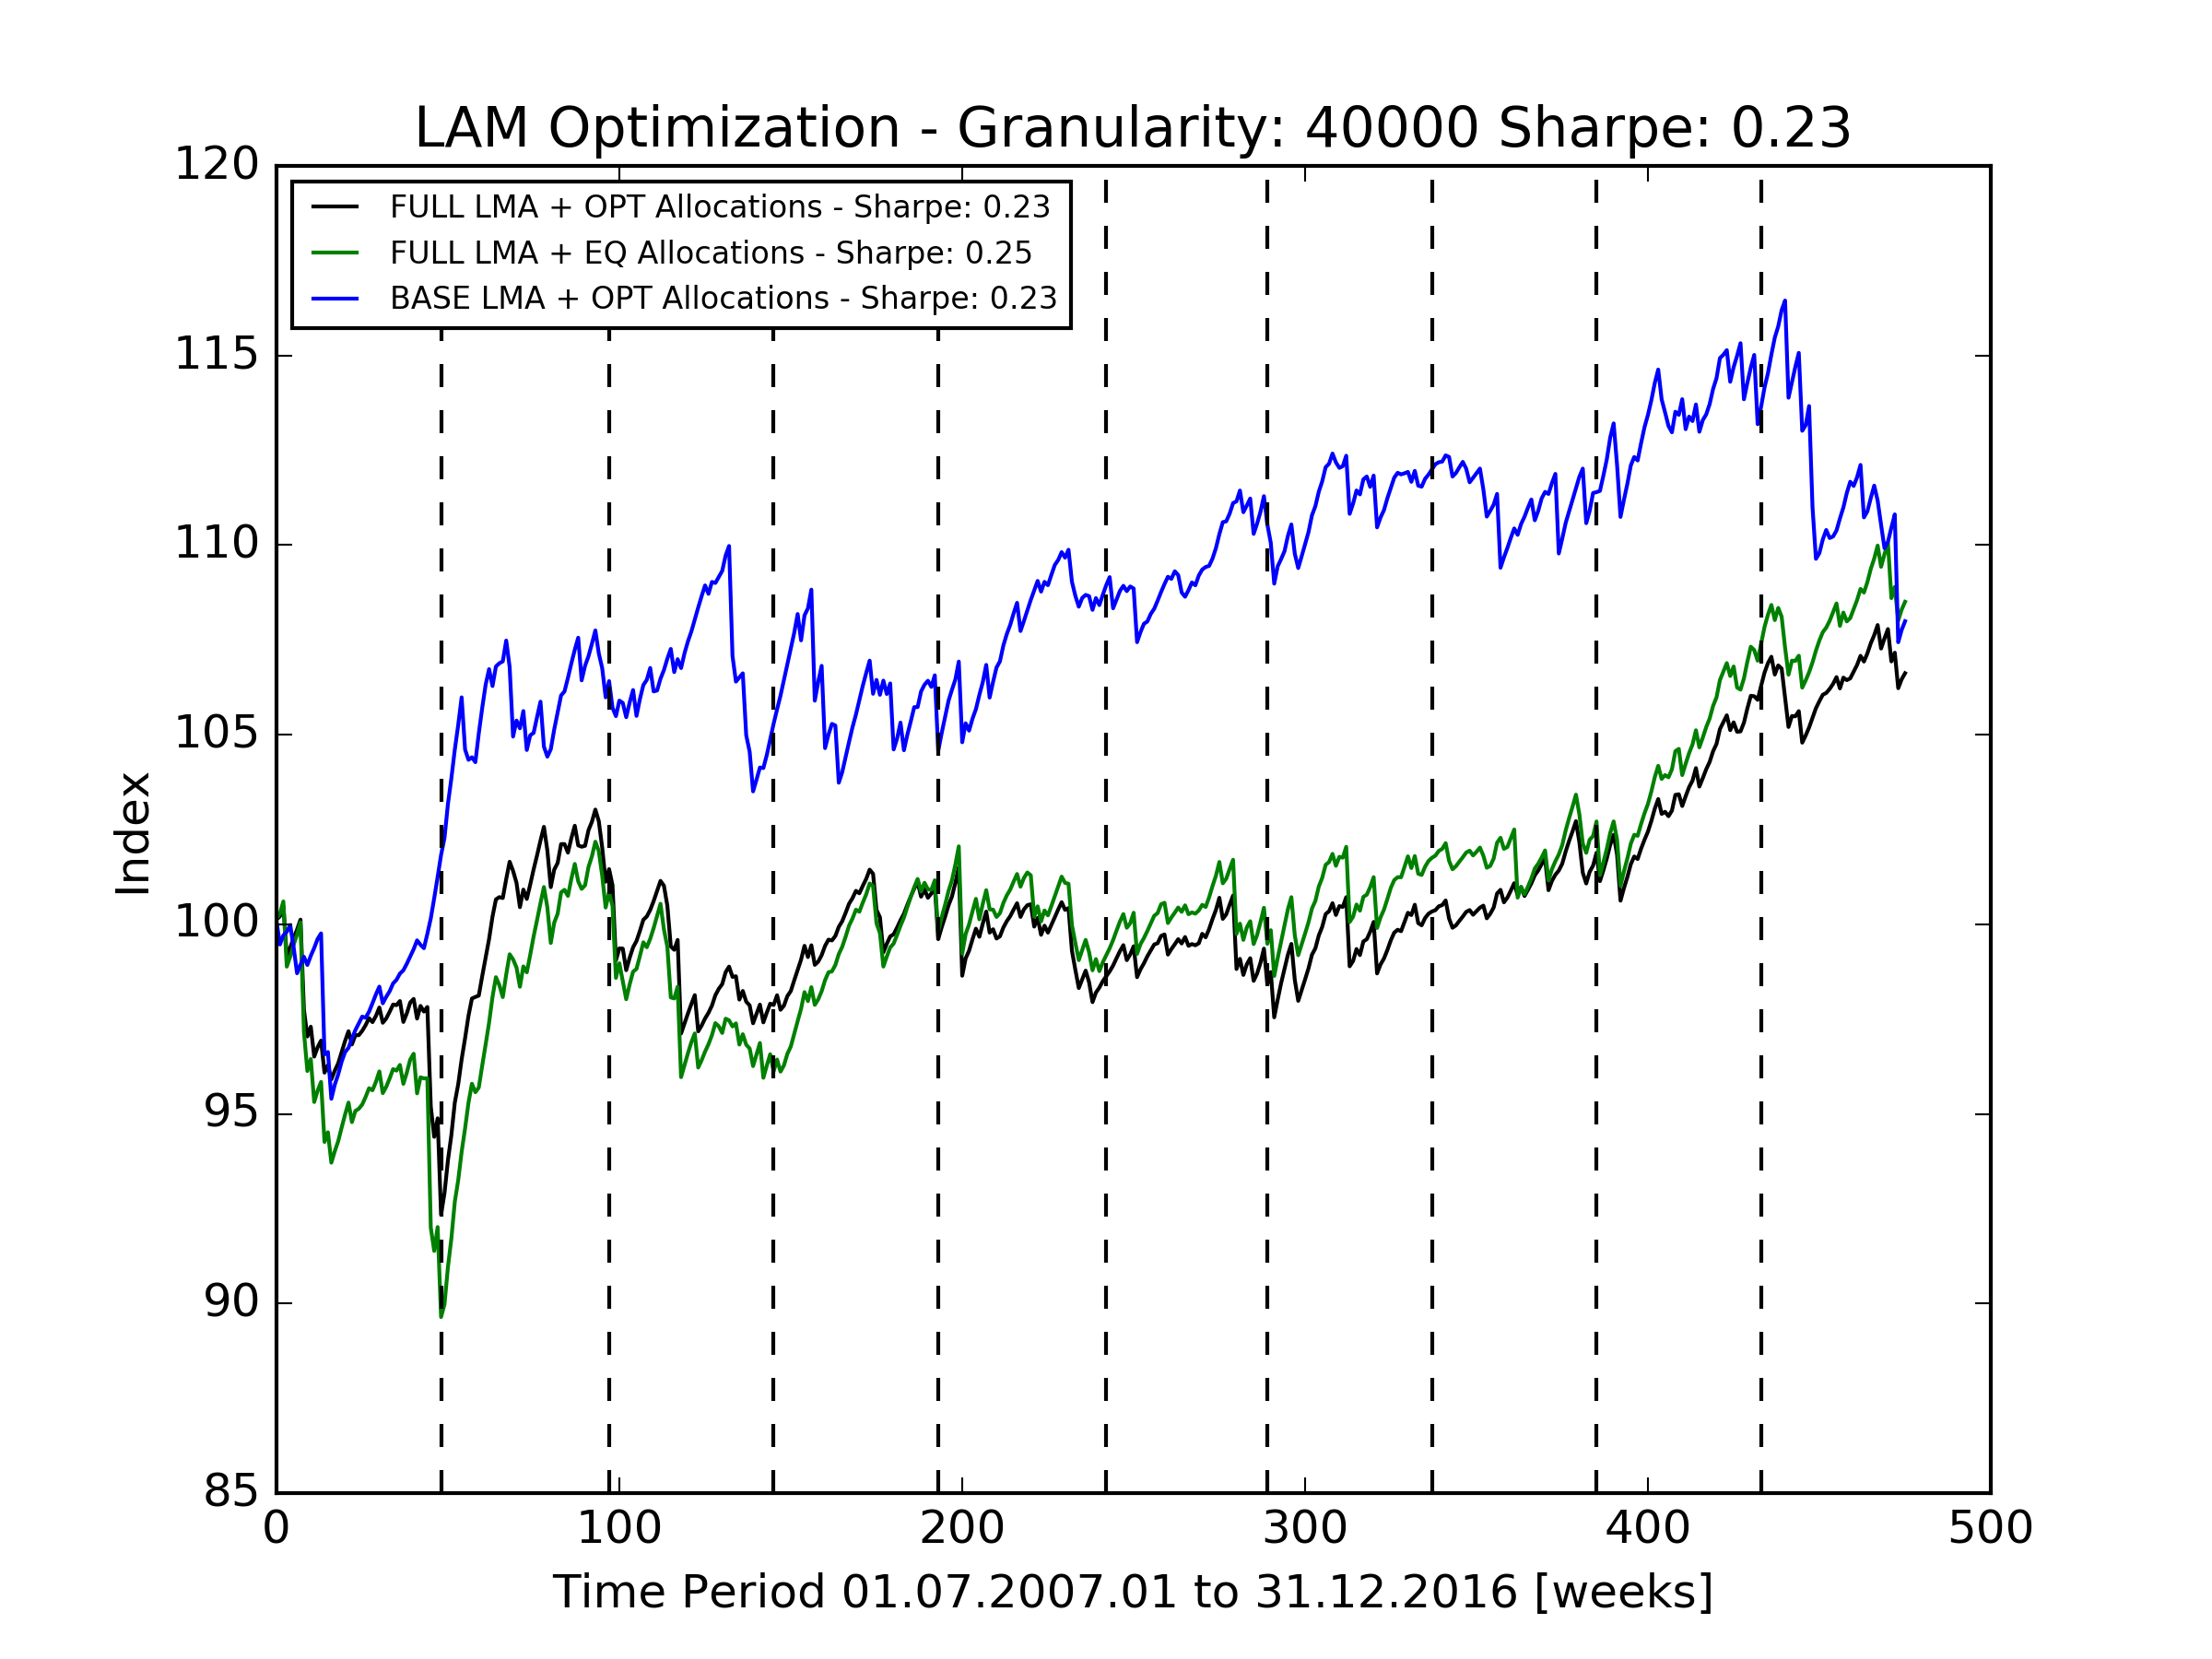 LAM Optimization - Granularity: 40000 Sharpe: 0.23
120
115
110
105
100
95
90
85
Index
FULL LMA + OPT Allocations - Sharpe: 0.23
FULL LMA + EQ Allocations - Sharpe: 0.25
BASE LMA + OPT Allocations - Sharpe: 0.23
0 100 200 300 400 500
Time Period 01.07.2007.01 to 31.12.2016 [weeks]